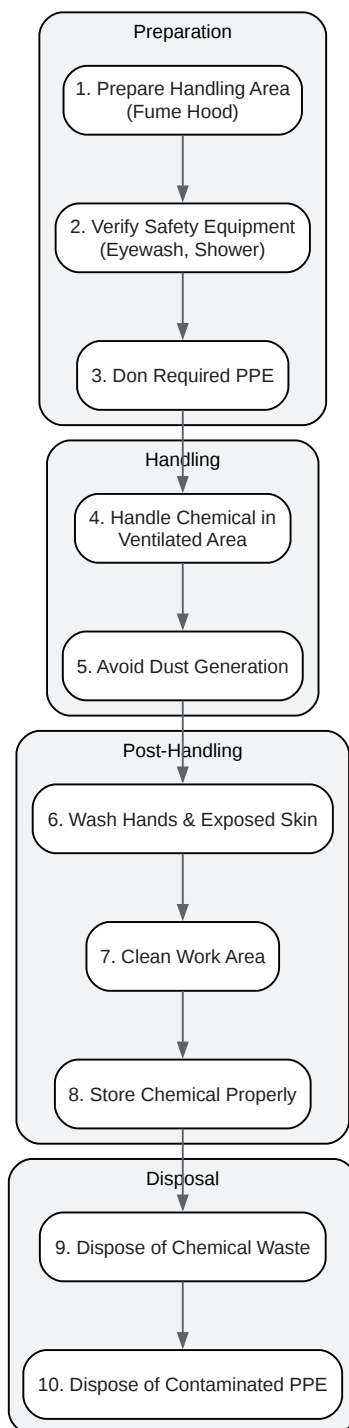 Preparation
1. Prepare Handling Area
(Fume Hood)
2. Verify Safety Equipment
(Eyewash, Shower)
3. Don Required PPE
Handling
4. Handle Chemical in
Ventilated Area
5. Avoid Dust Generation
Post-Handling
6. Wash Hands & Exposed Skin
7. Clean Work Area
8. Store Chemical Properly
Disposal
9. Dispose of Chemical Waste
10. Dispose of Contaminated PPE